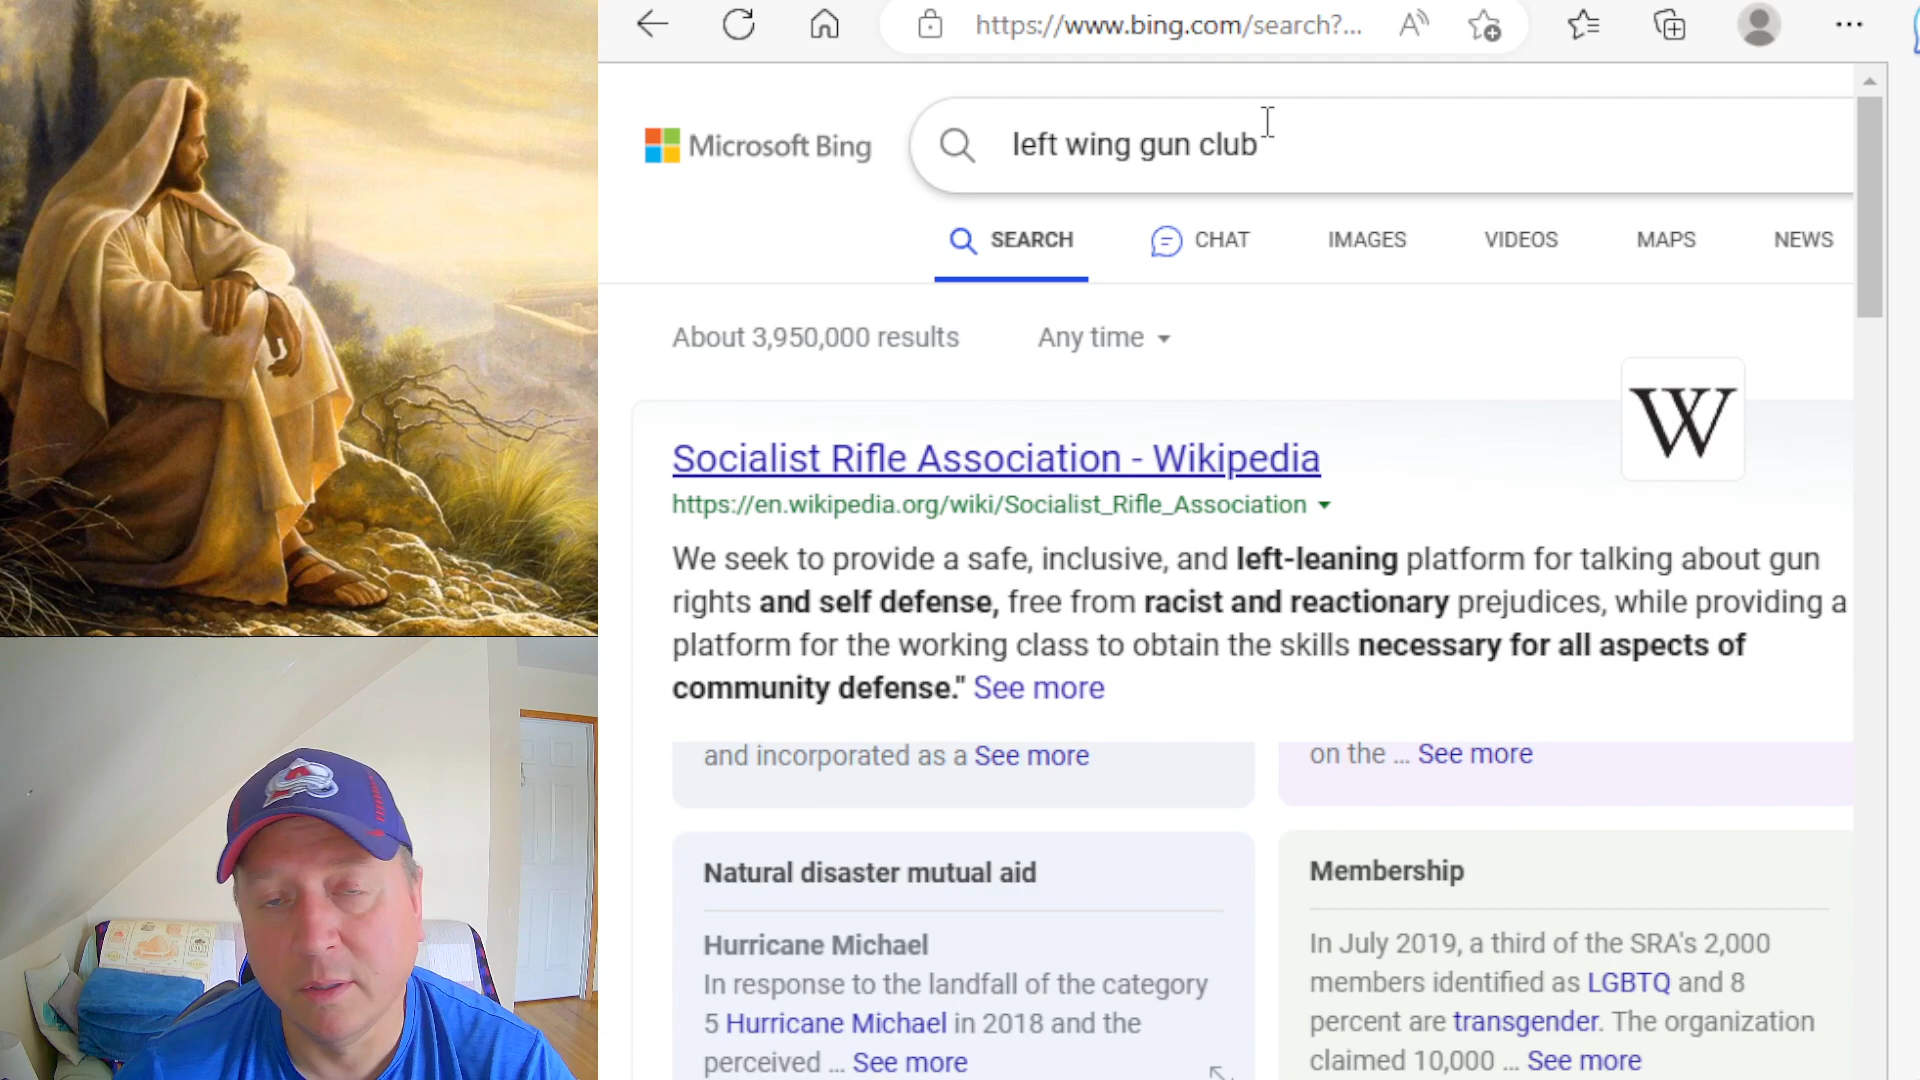 https://www.bing.com/search?...
Microsoft Bing
left wing gun club
SEARCH
CHAT
IMAGES
VIDEOS
MAPS
NEWS
About 3,950,000 results
Any time
W
Socialist Rifle Association - Wikipedia
https://en.wikipedia.org/wiki/Socialist_Rifle_Association
We seek to provide a safe, inclusive, and left-leaning platform for talking about gun
rights and self defense, free from racist and reactionary prejudices, while providing a
platform for the working class to obtain the skills necessary for all aspects of
community defense." See more
and incorporated as a See more
on the ... See more
Natural disaster mutual aid
Hurricane Michael
In response to the landfall of the category
5 Hurricane Michael in 2018 and the
perceived ... See more
Membership
In July 2019, a third of the SRA's 2,000
members identified as LGBTQ and 8
percent are transgender. The organization
claimed 10,000 ... See more